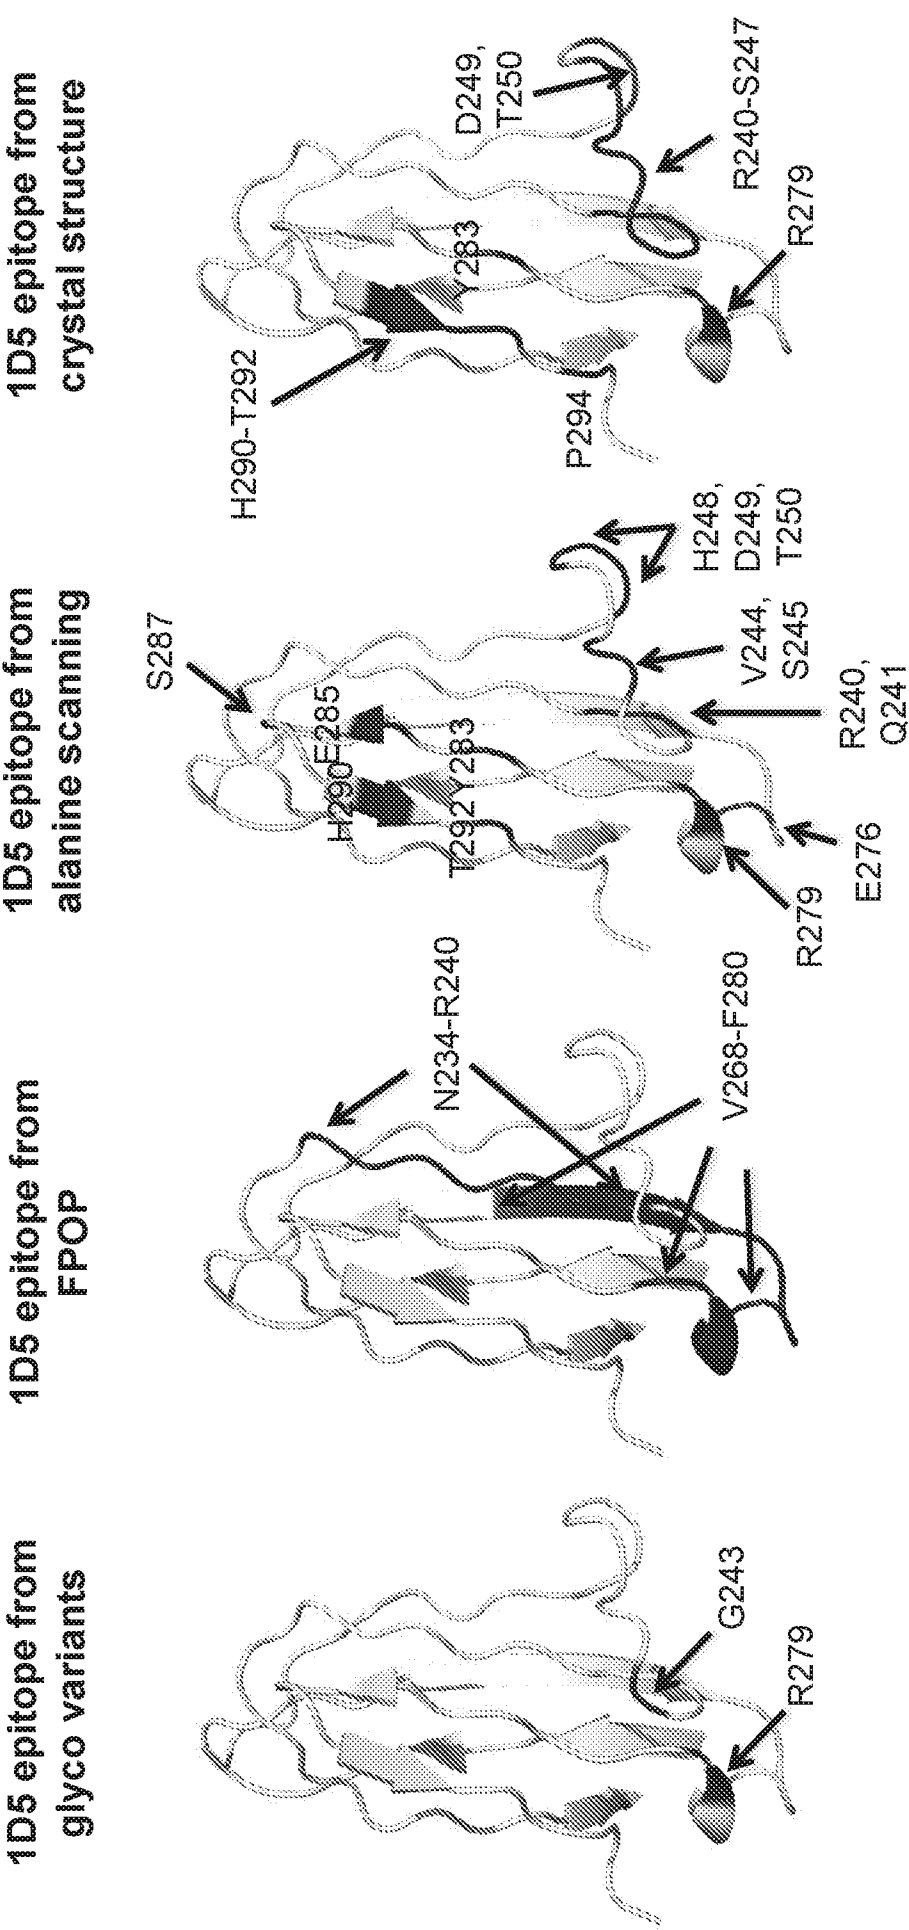 1D5 epitope from
glyco variants
G243
R279
1D5 epitope from
FPOP
N234-R240
V268-F280
1D5 epitope from
alanine scanning
S287
E285
H290
Y283
T292
H248,
D249,
T250
V244,
S245
R240,
Q241
E276
R279
1D5 epitope from
crystal structure
H290-T292
Y283
P294
D249,
T250
R240-S247
R279